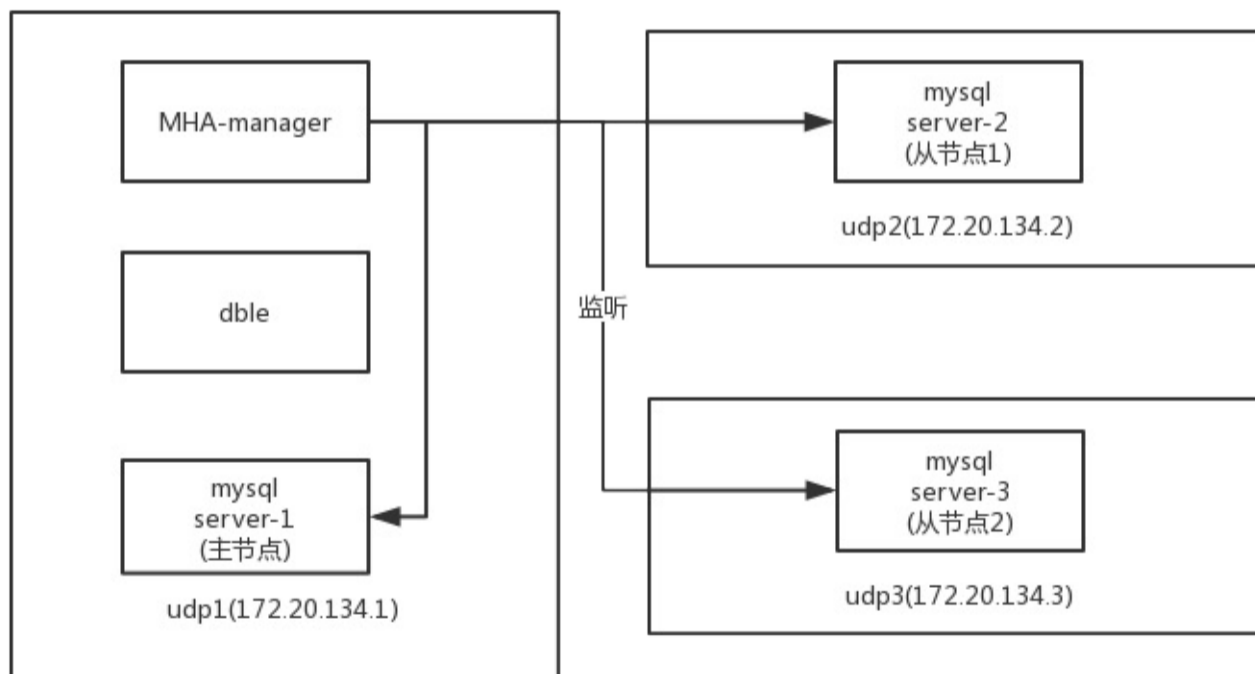 MHA-manager
dble
mysql
server-1
(主节点)
udp1(172.20.134.1)
监听
mysql
server-2
(从节点1)
udp2(172.20.134.2)
mysql
server-3
(从节点2)
udp3(172.20.134.3)